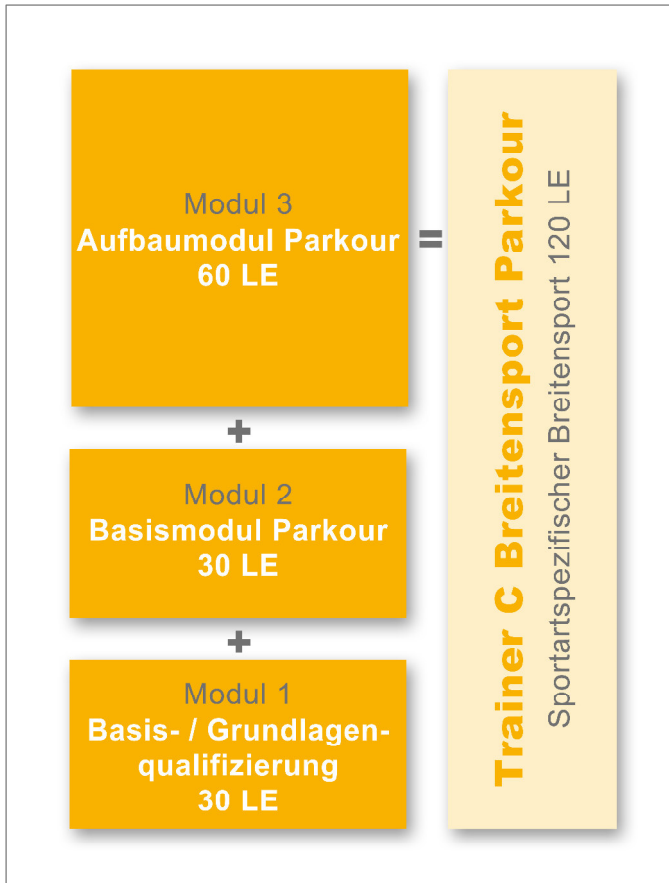 Modul 3
Aufbaumodul Parkour
60 LE
=
+
Modul 2
Basismodul Parkour
30 LE
+
Modul 1
Basis- / Grundlagen-
qualifizierung
30 LE
Trainer C Breitensport Parkour
Sportartspezifischer Breitensport 120 LE